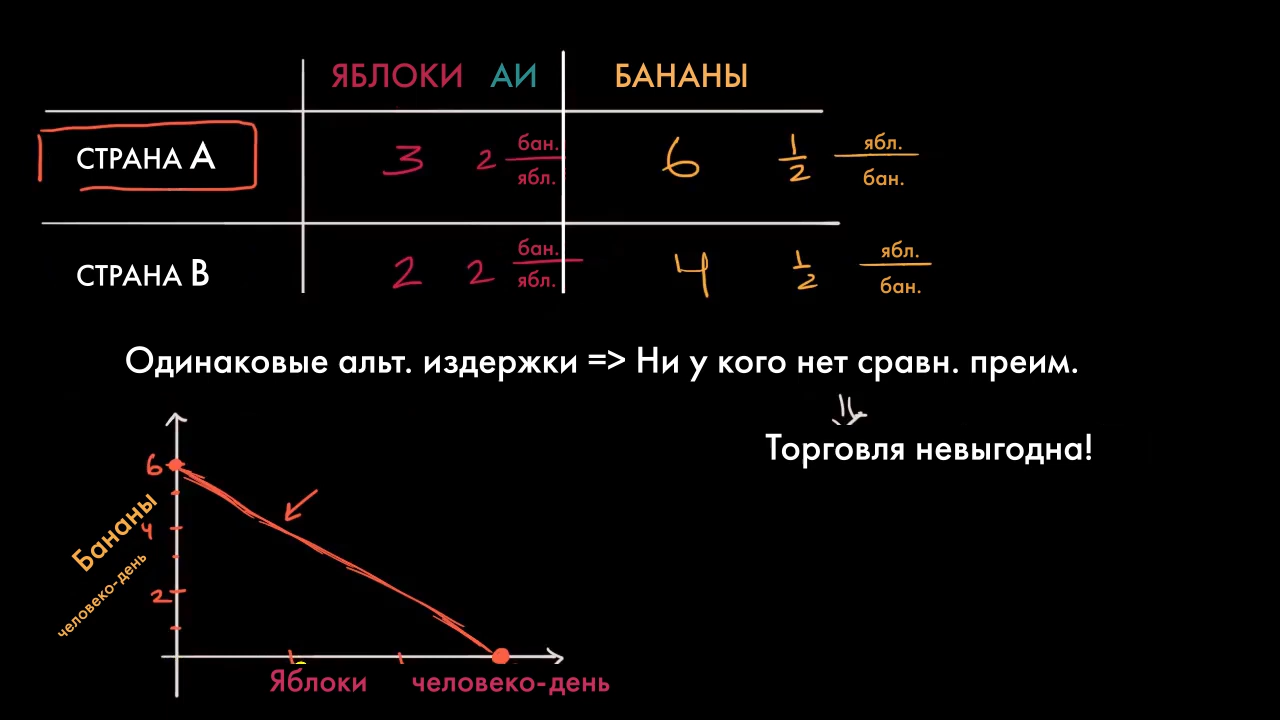 ЯБЛОКИ АИ БАНАНЫ
СТРАНА А 3 2 бан./ябл. 6 1/2 ябл./бан.
СТРАНА В 2 2 бан./ябл. 4 1/2 ябл./бан.
Одинаковые альт. издержки => Ни у кого нет сравн. преим.
Торговля невыгодна!
6
4
2
Бананы
человеко-день
Яблоки человеко-день